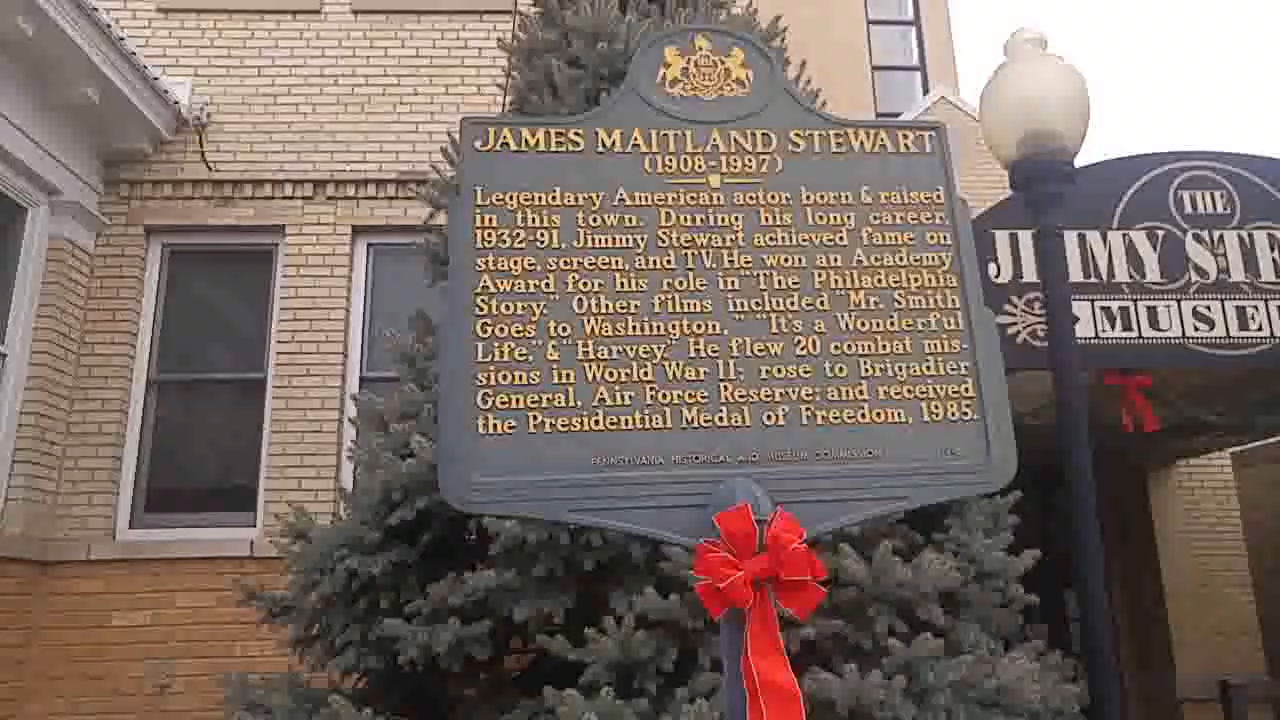 JAMES MAITLAND STEWART
(1908-1997)
Legendary American actor born & raised
in this town. During his long career,
1932-91, Jimmy Stewart achieved fame on
stage, screen, and TV. He won an Academy
Award for his role in "The Philadelphia
Story." Other films included "Mr. Smith
Goes to Washington," "It's a Wonderful
Life," & "Harvey." He flew 20 combat mis-
sions in World War II; rose to Brigadier
General, Air Force Reserve; and received
the Presidential Medal of Freedom, 1985.
PENNSYLVANIA HISTORICAL AND MUSEUM COMMISSION
THE
JIMMY STE
MUSE